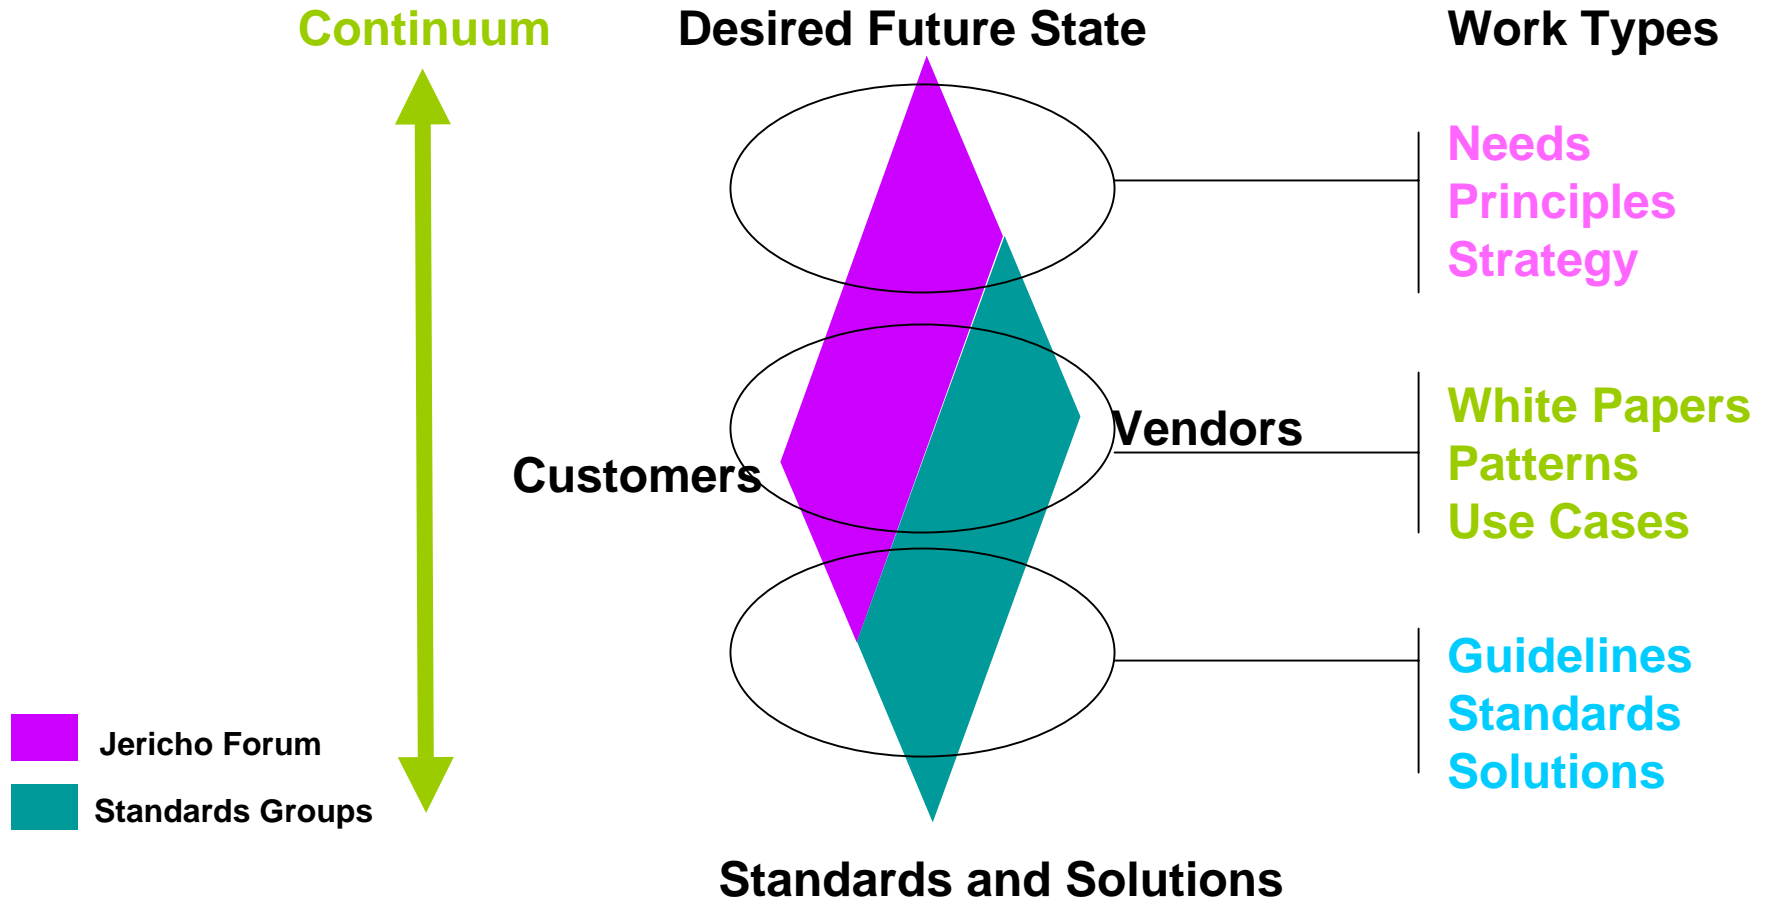 Continuum
Desired Future State
Work Types
Needs
Principles
Strategy
White Papers
Patterns
Use Cases
Vendors
Customers
Guidelines
Standards
Solutions
Jericho Forum
Standards Groups
Standards and Solutions